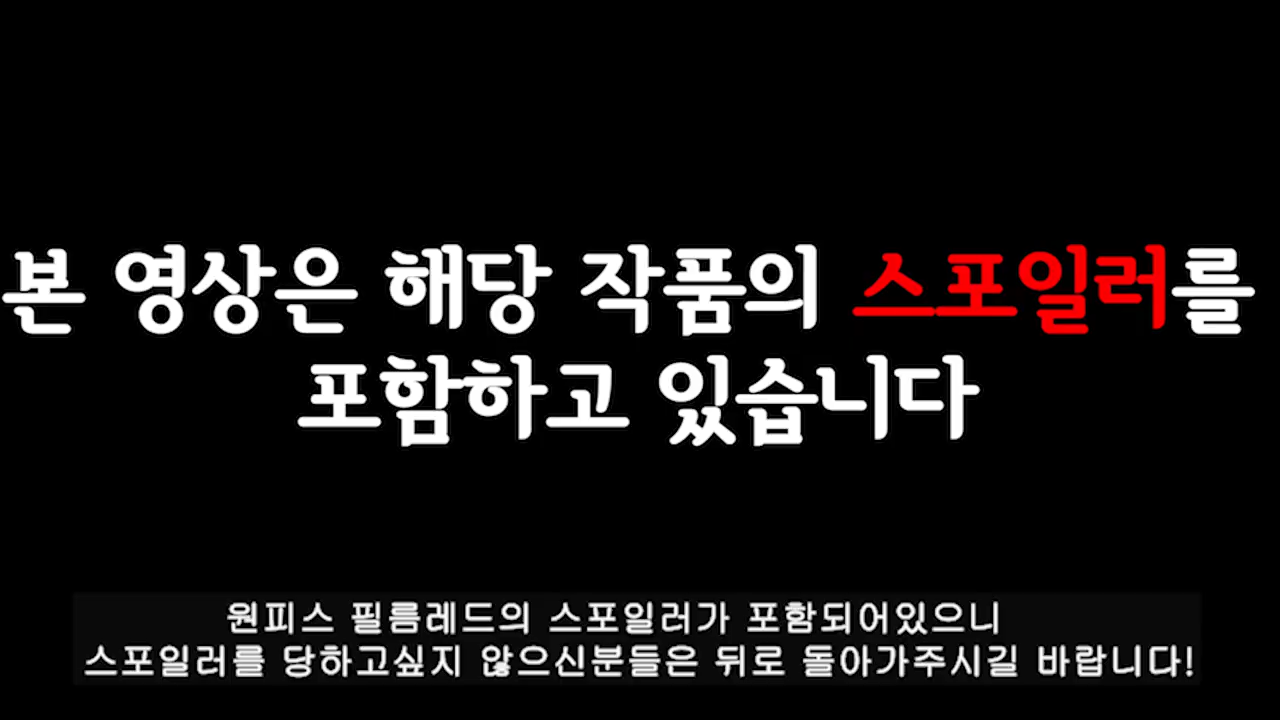 본 영상은 해당 작품의 스포일러를
포함하고 있습니다
원피스 필름레드의 스포일러가 포함되어있으니
스포일러를 당하고싶지 않으신분들은 뒤로 돌아가주시길 바랍니다!